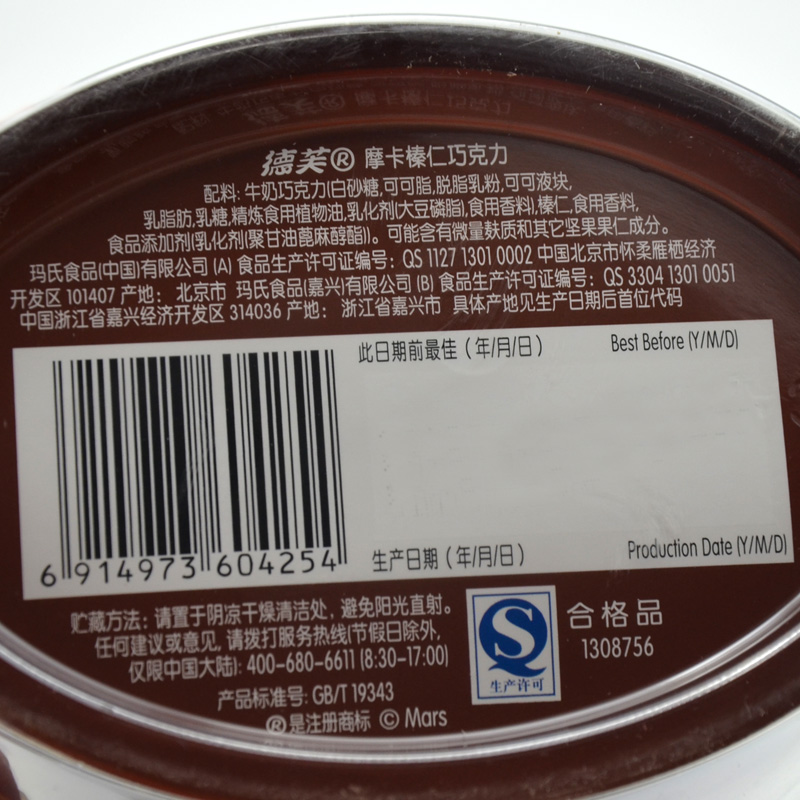 德芙® 摩卡榛仁巧克力
配料: 牛奶巧克力(白砂糖,可可脂,脱脂乳粉,可可液块,
乳脂肪,乳糖,精炼食用植物油,乳化剂(大豆磷脂),食用香料),榛仁,食用香料,
食品添加剂(乳化剂(聚甘油蓖麻醇酯))。可能含有微量麸质和其它坚果果仁成分。
玛氏食品(中国)有限公司 (A) 食品生产许可证编号: QS 1127 1301 0002 中国北京市怀柔雁栖经济
开发区 101407 产地: 北京市 玛氏食品(嘉兴)有限公司 (B) 食品生产许可证编号: QS 3304 1301 0051
中国浙江省嘉兴经济开发区 314036 产地: 浙江省嘉兴市 具体产地见生产日期后首位代码
此日期前最佳 (年/月/日) Best Before (Y/M/D)
生产日期 (年/月/日) Production Date (Y/M/D)
6 914973 604254
贮藏方法: 请置于阴凉干燥清洁处, 避免阳光直射。
任何建议或意见, 请拨打服务热线(节假日除外,
仅限中国大陆): 400-680-6611 (8:30-17:00)
产品标准号: GB/T 19343
®是注册商标 © Mars
生产许可
合格品
1308756